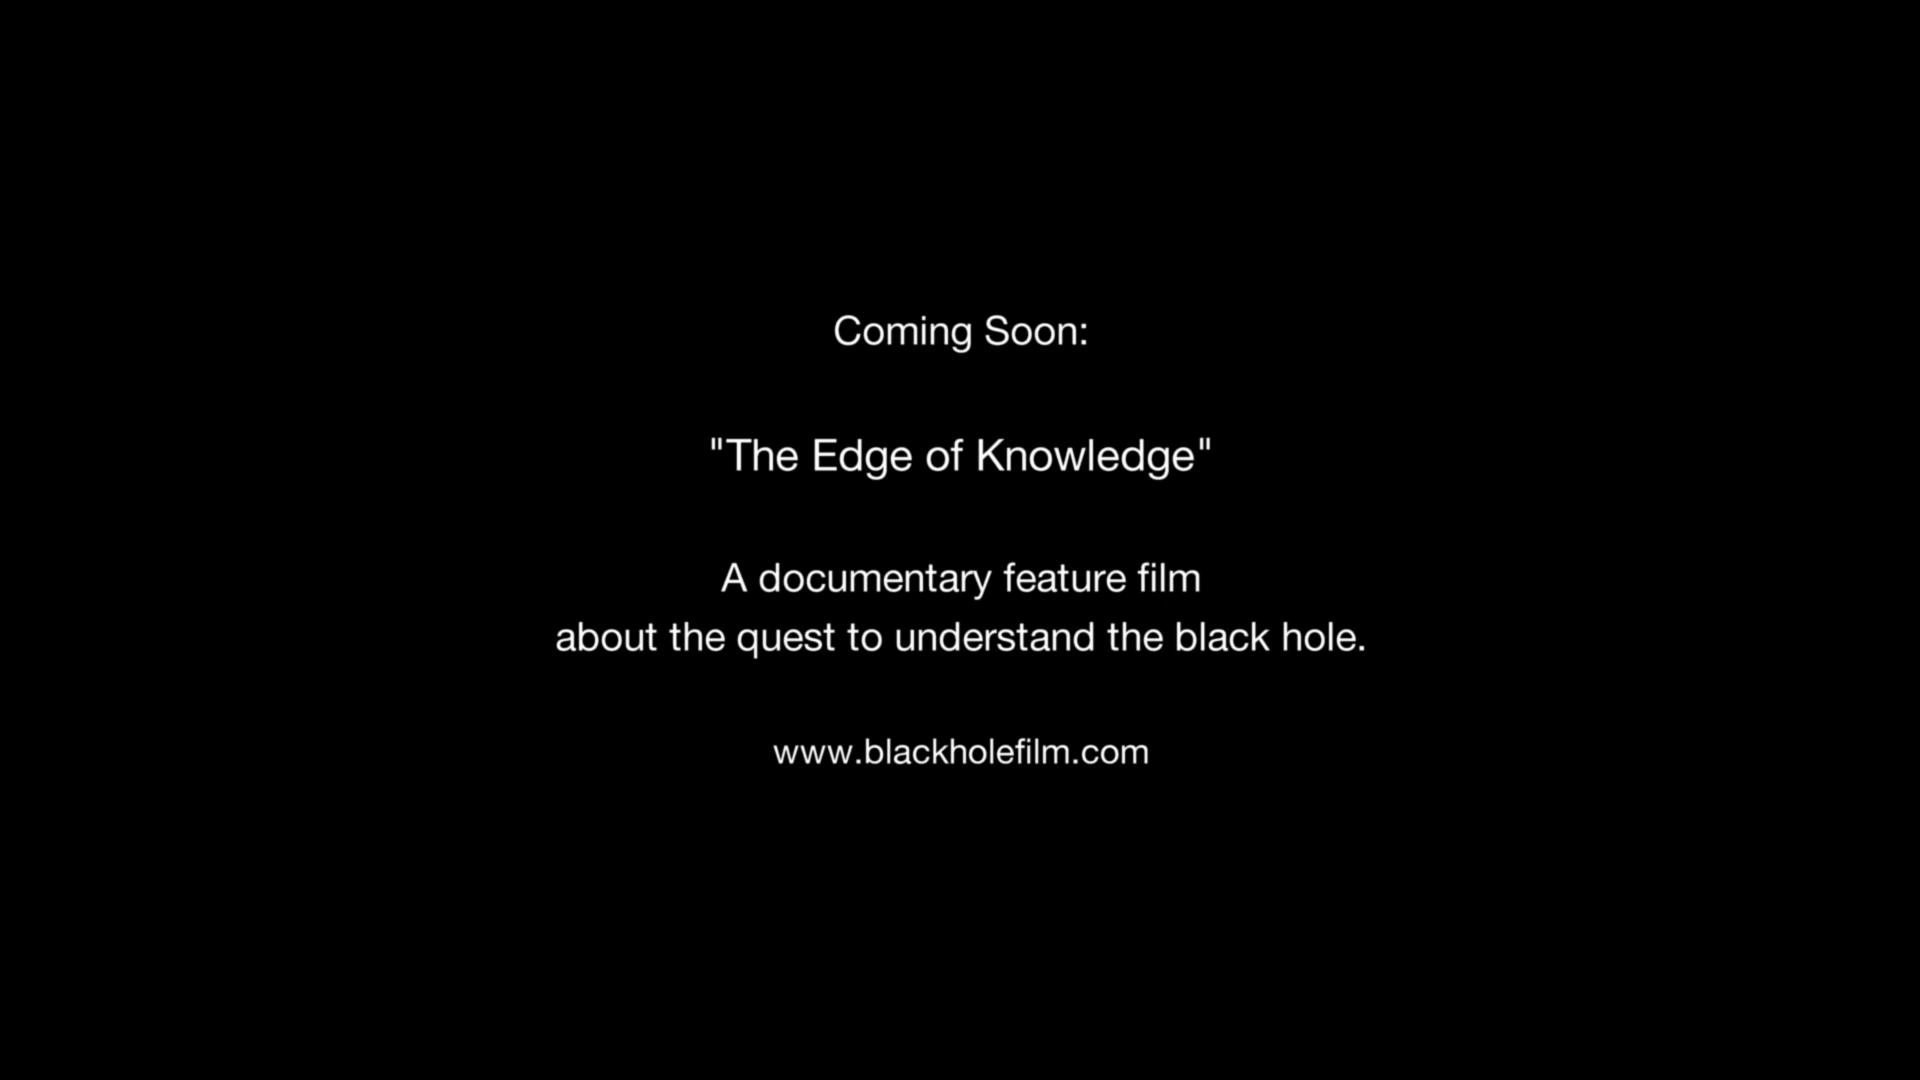 Coming Soon:
"The Edge of Knowledge"
A documentary feature film
about the quest to understand the black hole.
www.blackholefilm.com